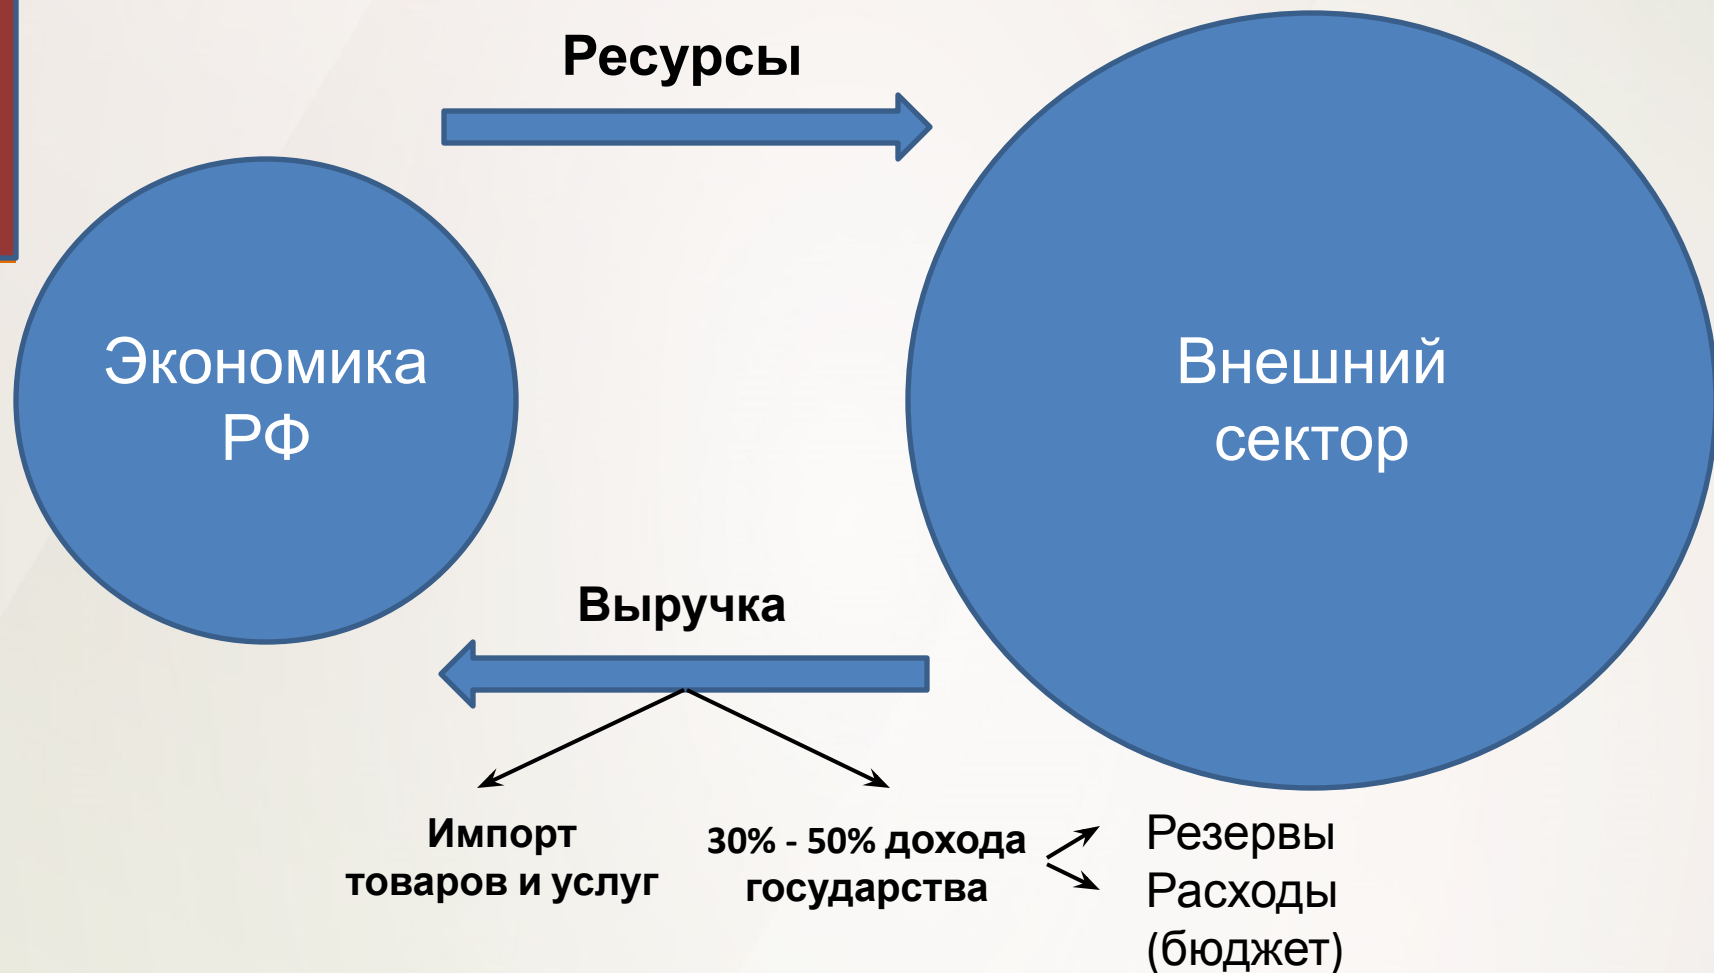 Ресурсы
Экономика
РФ
Внешний
сектор
Выручка
Импорт
товаров и услуг
30% - 50% дохода
государства
Резервы
Расходы
(бюджет)